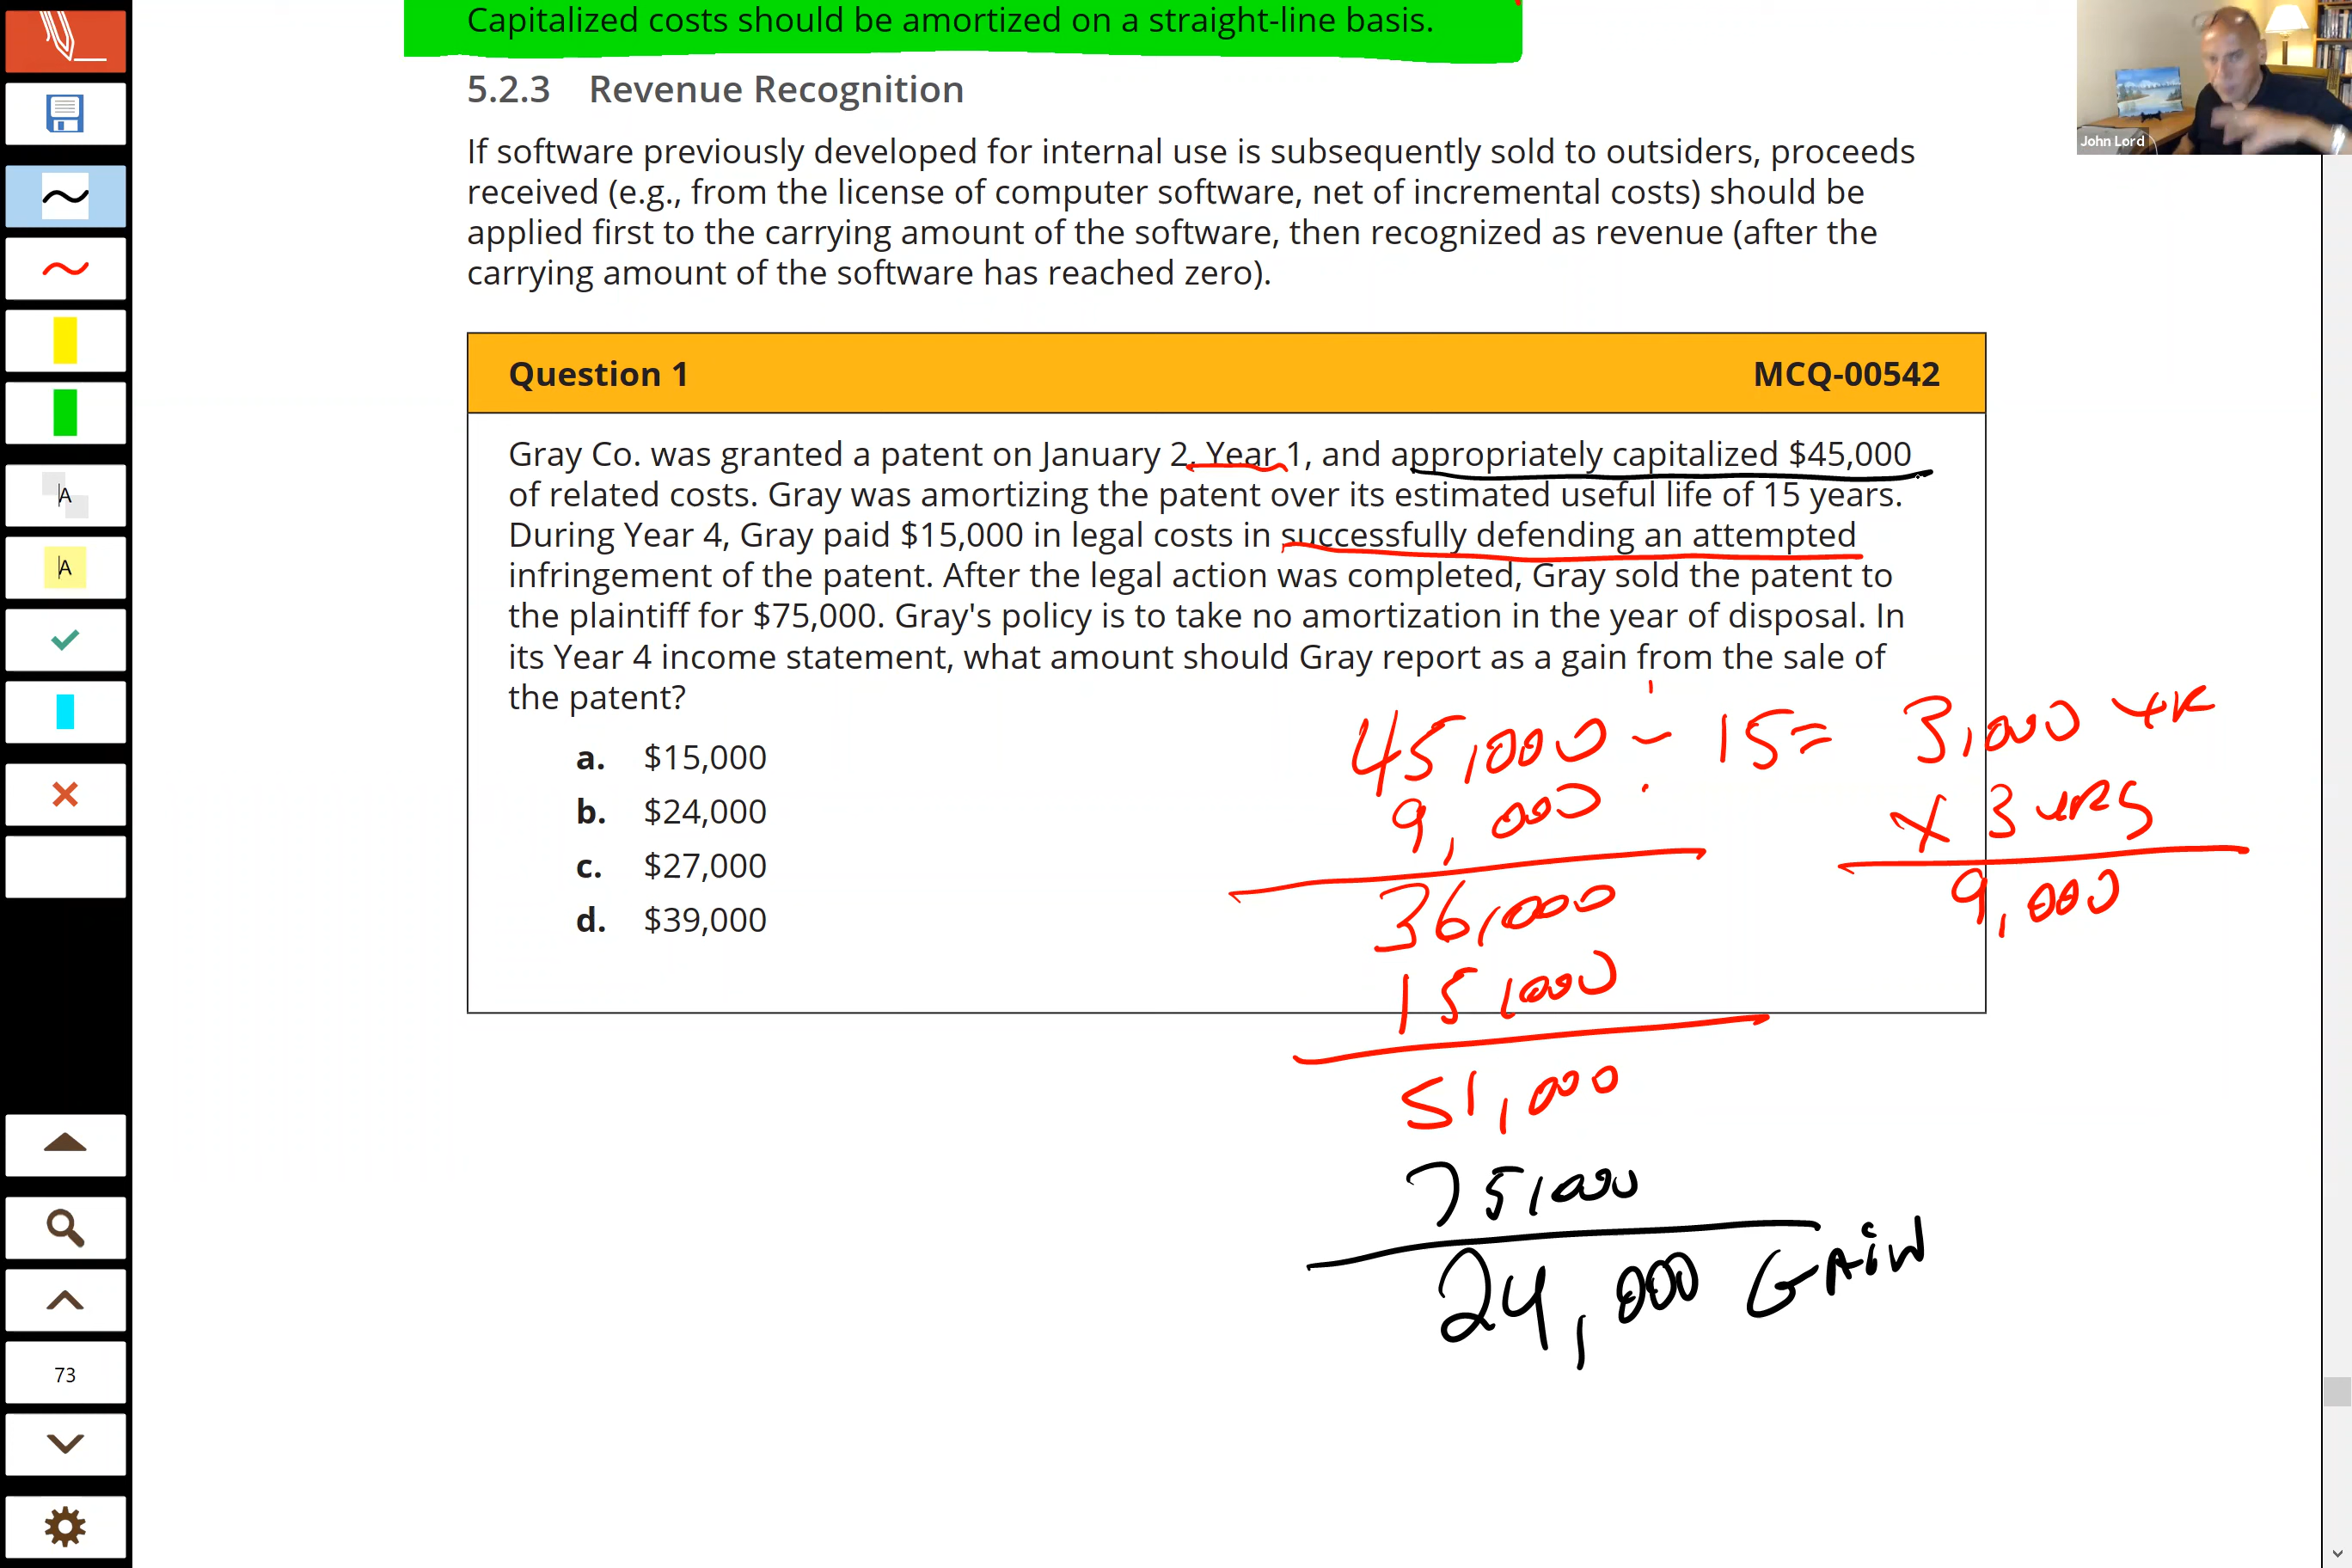 Capitalized costs should be amortized on a straight-line basis.
5.2.3 Revenue Recognition
If software previously developed for internal use is subsequently sold to outsiders, proceeds
received (e.g., from the license of computer software, net of incremental costs) should be
applied first to the carrying amount of the software, then recognized as revenue (after the
carrying amount of the software has reached zero).
John Lord
Question 1 MCQ-00542
Gray Co. was granted a patent on January 2, Year 1, and appropriately capitalized $45,000
of related costs. Gray was amortizing the patent over its estimated useful life of 15 years.
During Year 4, Gray paid $15,000 in legal costs in successfully defending an attempted
infringement of the patent. After the legal action was completed, Gray sold the patent to
the plaintiff for $75,000. Gray's policy is to take no amortization in the year of disposal. In
its Year 4 income statement, what amount should Gray report as a gain from the sale of
the patent?
a. $15,000
b. $24,000
c. $27,000
d. $39,000
45,000 ÷ 15 = 3,000 YR
9,000 X 3 YRS
36,000 9,000
15,000
51,000
75,000
24,000 GAiN
A
A
73